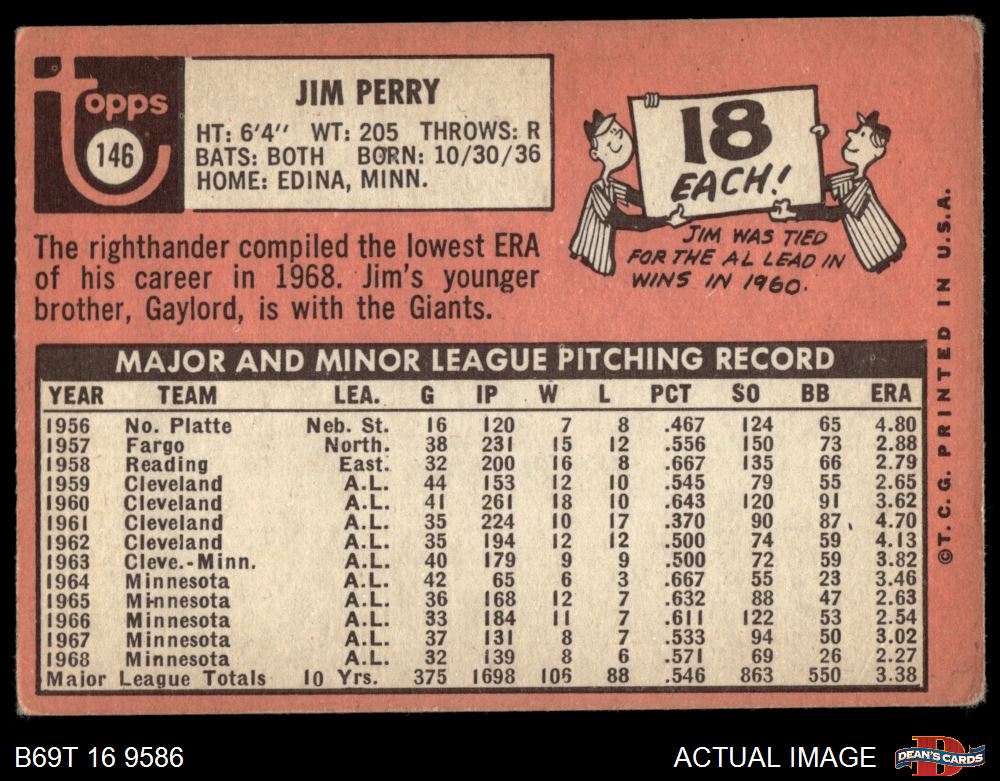 Topps
146
JIM PERRY
HT: 6'4" WT: 205 THROWS: R
BATS: BOTH BORN: 10/30/36
HOME: EDINA, MINN.
18
EACH!
JIM WAS TIED
FOR THE AL LEAD IN
WINS IN 1960.
The righthander compiled the lowest ERA
of his career in 1968. Jim's younger
brother, Gaylord, is with the Giants.
MAJOR AND MINOR LEAGUE PITCHING RECORD
YEAR TEAM LEA. G IP W L PCT SO BB ERA
1956 No. Platte Neb. St. 16 120 7 8 .467 124 65 4.80
1957 Fargo North. 38 231 15 12 .556 150 73 2.88
1958 Reading East. 32 200 16 8 .667 135 66 2.79
1959 Cleveland A.L. 44 153 12 10 .545 79 55 2.65
1960 Cleveland A.L. 41 261 18 10 .643 120 91 3.62
1961 Cleveland A.L. 35 224 10 17 .370 90 87 4.70
1962 Cleveland A.L. 35 194 12 12 .500 74 59 4.13
1963 Cleve.-Minn. A.L. 40 179 9 9 .500 72 59 3.82
1964 Minnesota A.L. 42 65 6 3 .667 55 23 3.46
1965 Minnesota A.L. 36 168 12 7 .632 88 47 2.63
1966 Minnesota A.L. 33 184 11 7 .611 122 53 2.54
1967 Minnesota A.L. 37 131 8 7 .533 94 50 3.02
1968 Minnesota A.L. 32 139 8 6 .571 69 26 2.27
Major League Totals 10 Yrs. 375 1698 106 88 .546 863 550 3.38
©T. C. G. PRINTED IN U.S.A.
B69T 16 9586
ACTUAL IMAGE
DEAN'S CARDS